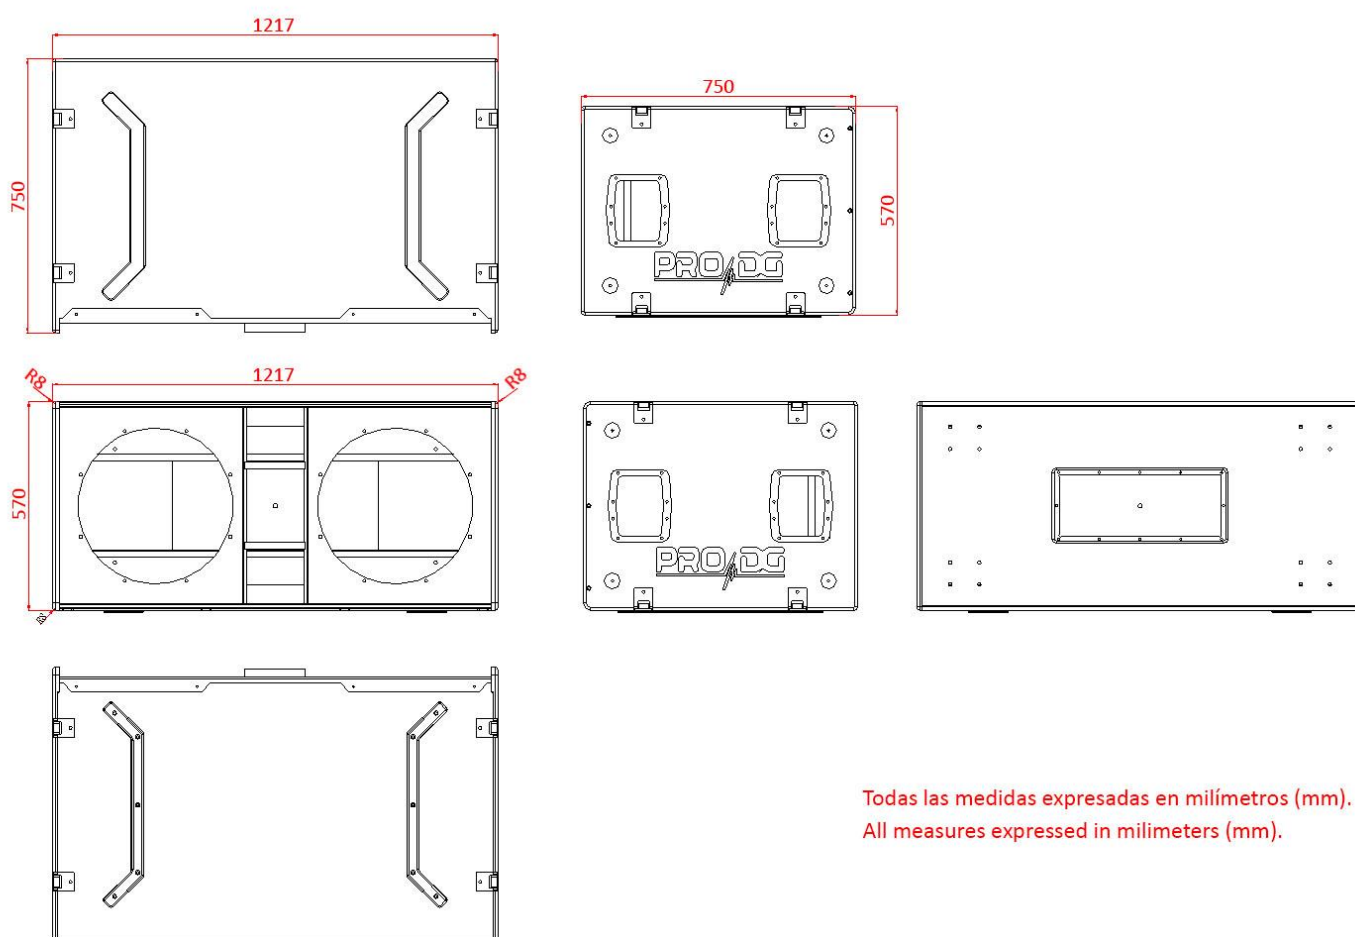 1217
750
750
570
PRO DG
R8
1217
R8
570
R8
PRO DG
Todas las medidas expresadas en milímetros (mm).
All measures expressed in milimeters (mm).